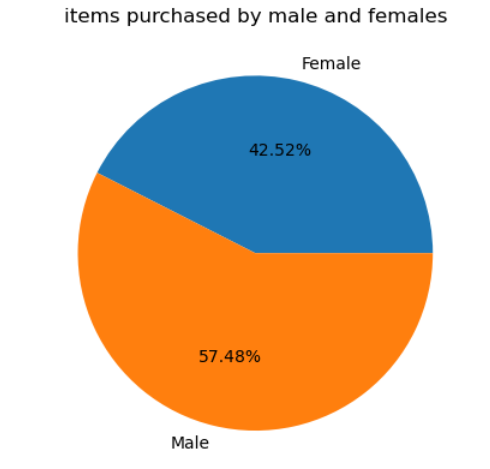 items purchased by male and females
Female
42.52%
57.48%
Male